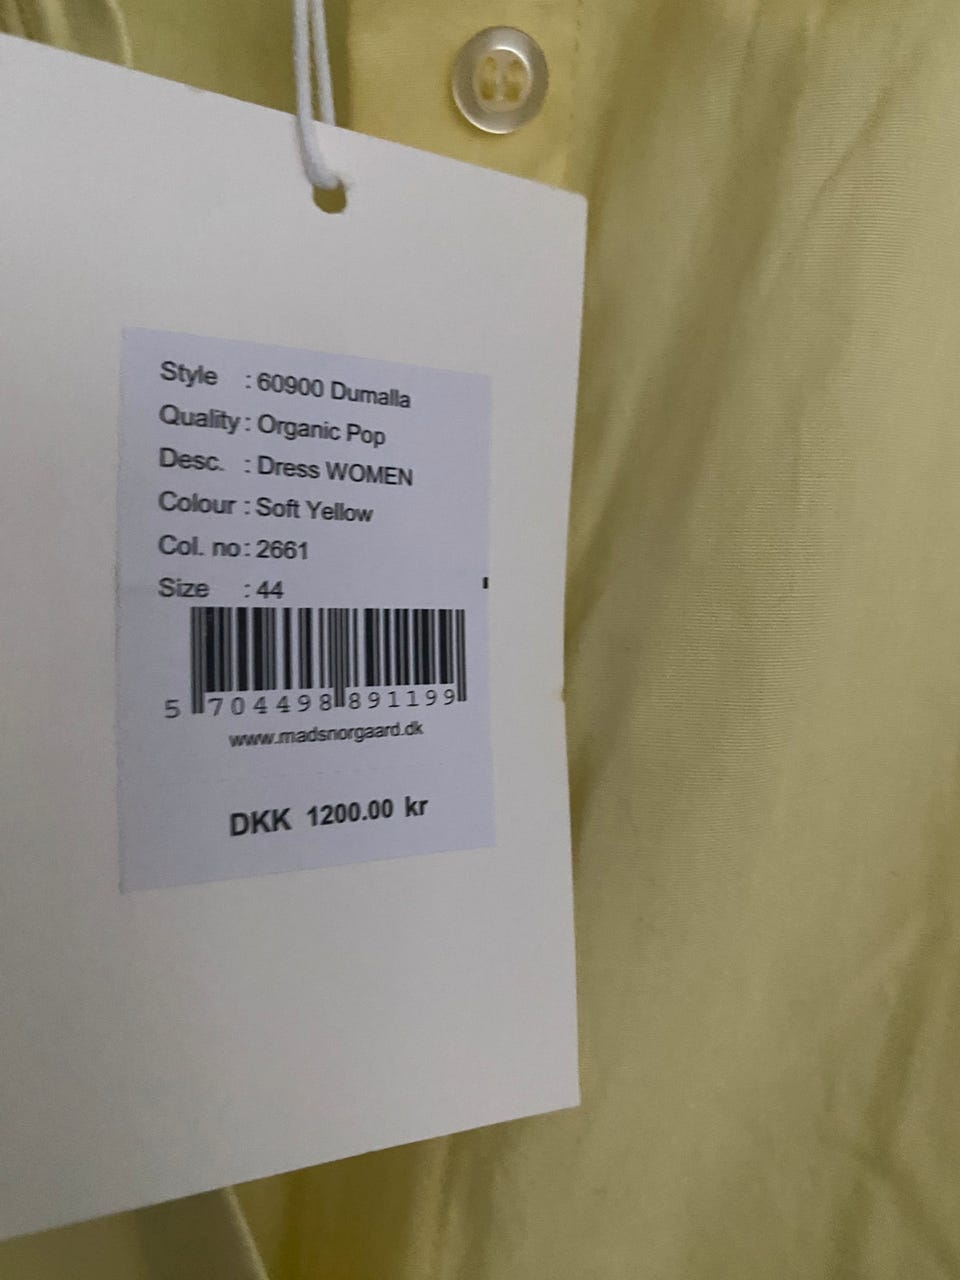 Style : 60900 Dumalla
Quality : Organic Pop
Desc. : Dress WOMEN
Colour : Soft Yellow
Col. no : 2661
Size : 44
5 704498 891199
www.madsnorgaard.dk
DKK 1200.00 kr